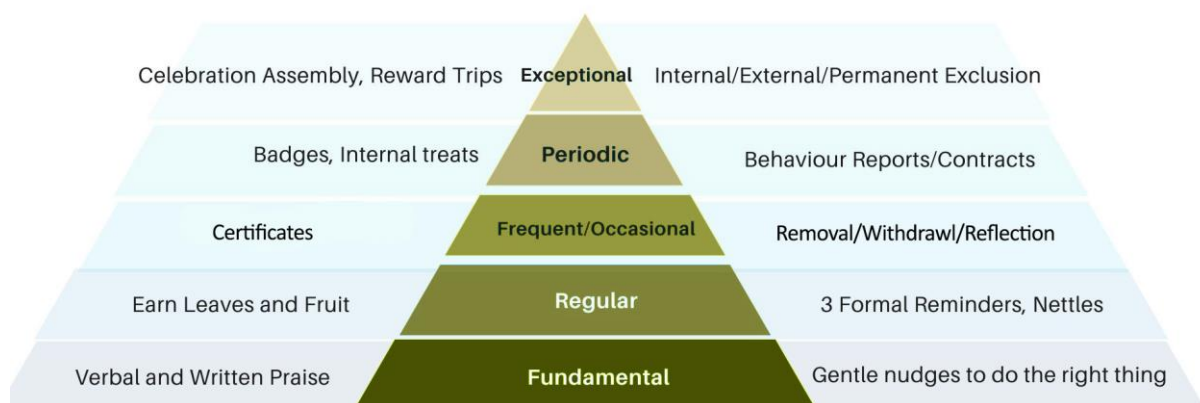 Celebration Assembly, Reward Trips Exceptional Internal/External/Permanent Exclusion
Badges, Internal treats Periodic Behaviour Reports/Contracts
Certificates Frequent/Occasional Removal/Withdrawl/Reflection
Earn Leaves and Fruit Regular 3 Formal Reminders, Nettles
Verbal and Written Praise Fundamental Gentle nudges to do the right thing